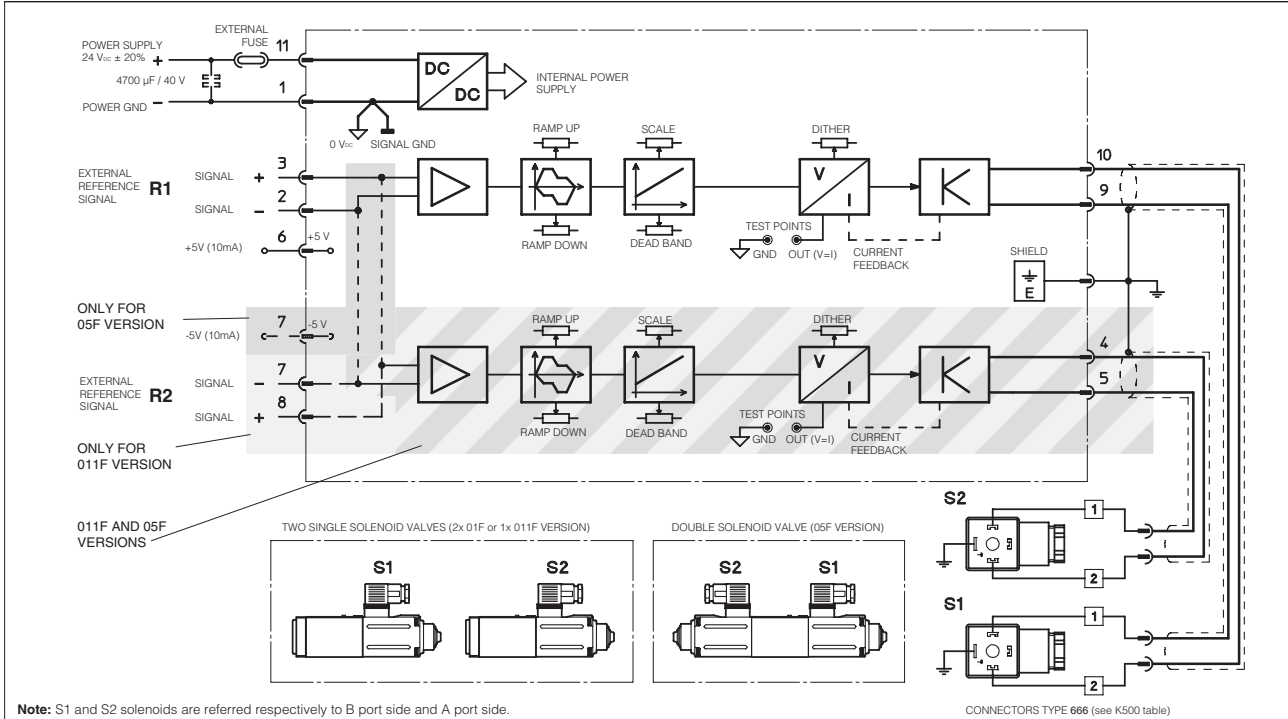 EXTERNAL
FUSE
POWER SUPPLY
24 VDC ± 20%
+
11
4700 µF / 40 V
1
POWER GND
−
DC
DC
INTERNAL POWER
SUPPLY
0 VDC
SIGNAL GND
RAMP UP
SCALE
DITHER
EXTERNAL
REFERENCE
SIGNAL
R1
SIGNAL
+
3
SIGNAL
−
2
+5V (10mA)
6
+5 V
V
I
10
9
RAMP DOWN
DEAD BAND
TEST POINTS
GND
OUT (V=I)
CURRENT
FEEDBACK
SHIELD
E
ONLY FOR
05F VERSION
-5V (10mA)
7
-5 V
RAMP UP
SCALE
DITHER
EXTERNAL
REFERENCE
SIGNAL
R2
SIGNAL
−
7
SIGNAL
+
8
V
I
4
5
RAMP DOWN
DEAD BAND
TEST POINTS
GND
OUT (V=I)
CURRENT
FEEDBACK
ONLY FOR
011F VERSION
011F AND 05F
VERSIONS
TWO SINGLE SOLENOID VALVES (2x 01F or 1x 011F VERSION)
S1
S2
DOUBLE SOLENOID VALVE (05F VERSION)
S2
S1
S2
1
2
S1
1
2
Note: S1 and S2 solenoids are referred respectively to B port side and A port side.
CONNECTORS TYPE 666 (see K500 table)